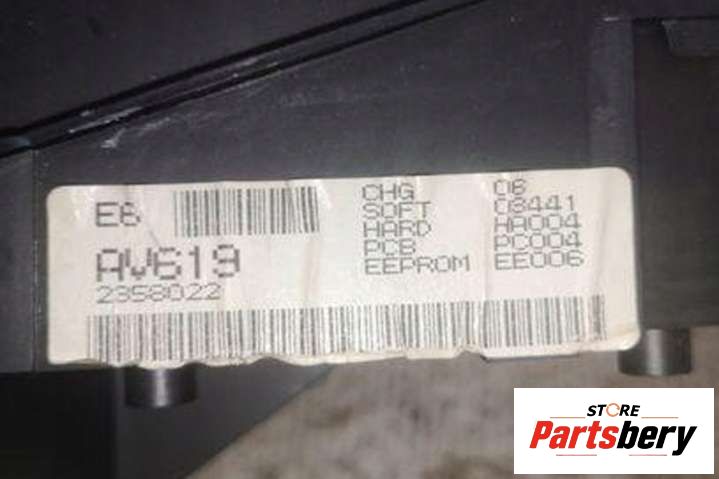 E6
AV619
2358022
CHG 06
SOFT 08441
HARD HA004
PCB PC004
EEPROM EE006
STORE
Partsbery